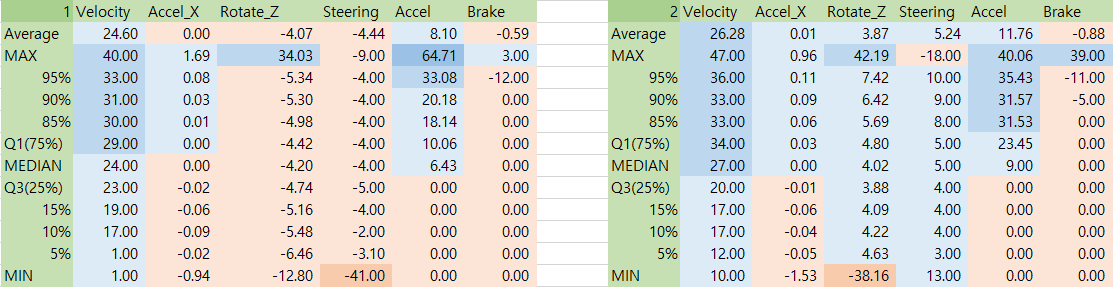 1 Velocity Accel_X Rotate_Z Steering Accel Brake 2 Velocity Accel_X Rotate_Z Steering Accel Brake
Average 24.60 0.00 -4.07 -4.44 8.10 -0.59 Average 26.28 0.01 3.87 5.24 11.76 -0.88
MAX 40.00 1.69 34.03 -9.00 64.71 3.00 MAX 47.00 0.96 42.19 -18.00 40.06 39.00
95% 33.00 0.08 -5.34 -4.00 33.08 -12.00 95% 36.00 0.11 7.42 10.00 35.43 -11.00
90% 31.00 0.03 -5.30 -4.00 20.18 0.00 90% 33.00 0.09 6.42 9.00 31.57 -5.00
85% 30.00 0.01 -4.98 -4.00 18.14 0.00 85% 33.00 0.06 5.69 8.00 31.53 0.00
Q1(75%) 29.00 0.00 -4.42 -4.00 10.06 0.00 Q1(75%) 34.00 0.03 4.80 5.00 23.45 0.00
MEDIAN 24.00 0.00 -4.20 -4.00 6.43 0.00 MEDIAN 27.00 0.00 4.02 5.00 9.00 0.00
Q3(25%) 23.00 -0.02 -4.74 -5.00 0.00 0.00 Q3(25%) 20.00 -0.01 3.88 4.00 0.00 0.00
15% 19.00 -0.06 -5.16 -4.00 0.00 0.00 15% 17.00 -0.06 4.09 4.00 0.00 0.00
10% 17.00 -0.09 -5.48 -2.00 0.00 0.00 10% 17.00 -0.04 4.22 4.00 0.00 0.00
5% 1.00 -0.02 -6.46 -3.10 0.00 0.00 5% 12.00 -0.05 4.63 3.00 0.00 0.00
MIN 1.00 -0.94 -12.80 -41.00 0.00 0.00 MIN 10.00 -1.53 -38.16 13.00 0.00 0.00